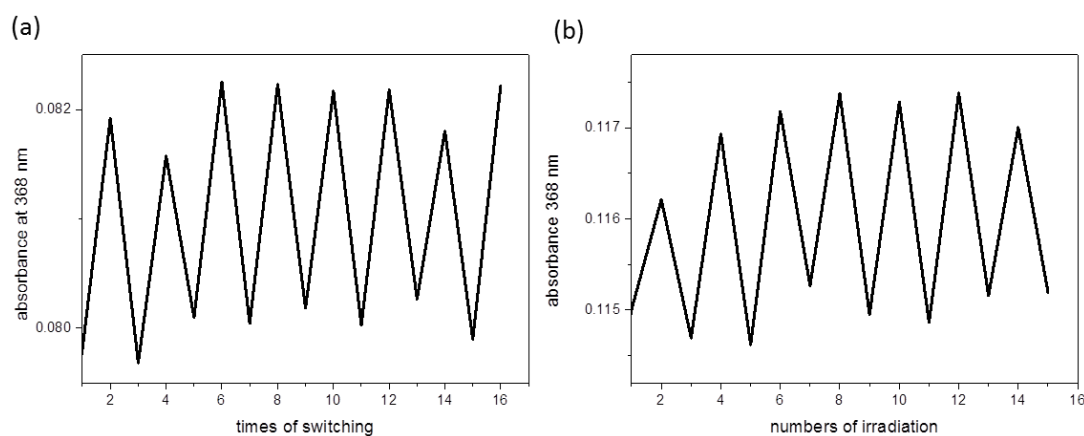 (a)
(b)
absorbance at 368 nm
0.082
0.080
2 4 6 8 10 12 14 16
times of switching
absorbance 368 nm
0.117
0.116
0.115
2 4 6 8 10 12 14 16
numbers of irradiation